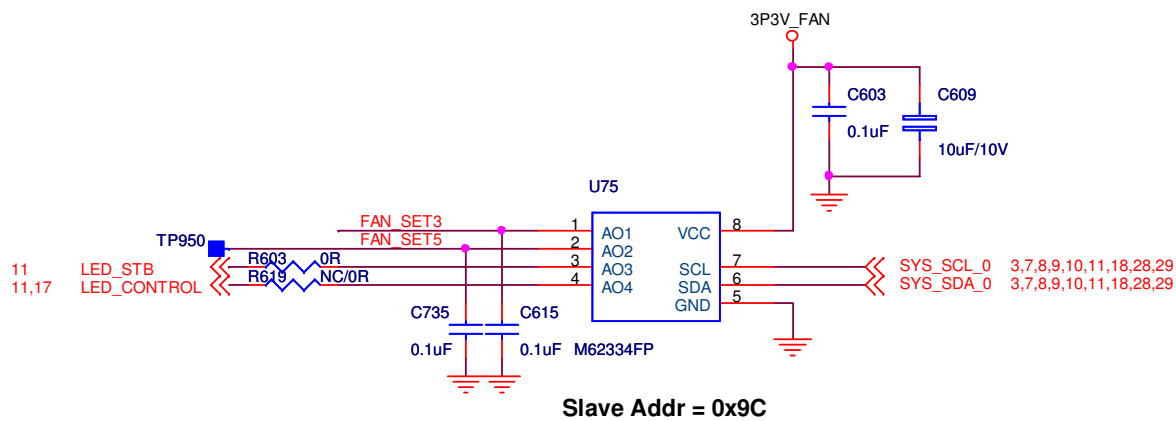 3P3V_FAN
C603
C609
0.1uF
10uF/10V
U75
FAN_SET3
1
AO1
VCC
8
TP950
FAN_SET5
2
AO2
R603
0R
3
AO3
SCL
7
11
LED_STB
SYS_SCL_0
3,7,8,9,10,11,18,28,29
R619
NC/0R
4
AO4
SDA
6
11,17
LED_CONTROL
SYS_SDA_0
3,7,8,9,10,11,18,28,29
GND
5
C735
C615
0.1uF
0.1uF
M62334FP
Slave Addr = 0x9C